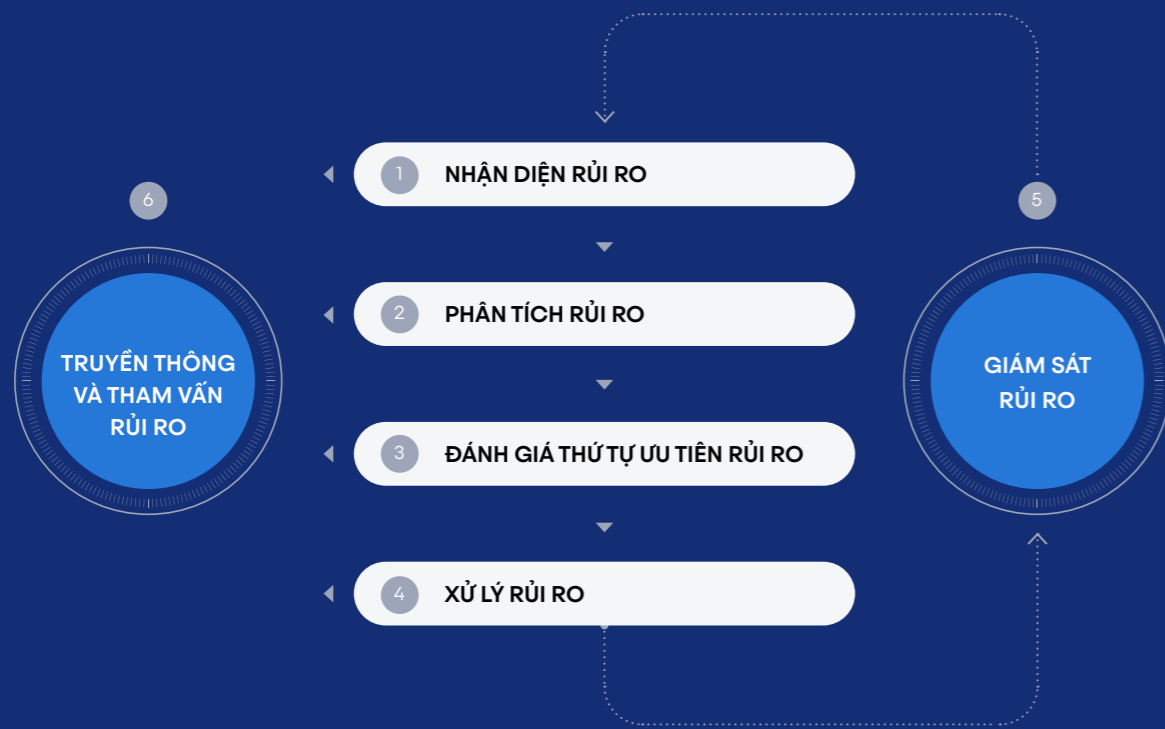 1 NHẬN DIỆN RỦI RO
2 PHÂN TÍCH RỦI RO
3 ĐÁNH GIÁ THỨ TỰ ƯU TIÊN RỦI RO
4 XỬ LÝ RỦI RO
5
GIÁM SÁT
RỦI RO
6
TRUYỀN THÔNG
VÀ THAM VẤN
RỦI RO